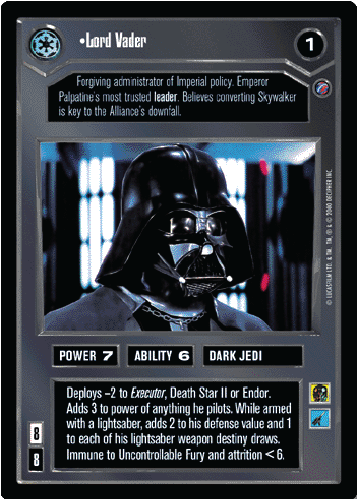 •Lord Vader
1
Forgiving administrator of Imperial policy. Emperor
Palpatine's most trusted leader. Believes converting Skywalker
is key to the Alliance's downfall.
© LUCASFILM LTD. & TM, TM, ® & © 2000 DECIPHER INC.
POWER 7
ABILITY 6
DARK JEDI
Deploys -2 to Executor, Death Star II or Endor.
Adds 3 to power of anything he pilots. While armed
with a lightsaber, adds 2 to his defense value and 1
to each of his lightsaber weapon destiny draws.
Immune to Uncontrollable Fury and attrition < 6.
8
8